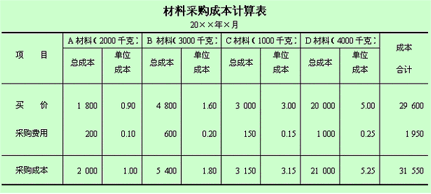 材料采购成本计算表
20××年×月
项 目 A 材料(2000 千克: B 材料(3000 千克: C 材料(1000 千克: D 材料(4000 千克: 成本 合计
总成本 单位成本 总成本 单位成本 总成本 单位成本 总成本 单位成本
买 价 1 800 0.90 4 800 1.60 3 000 3.00 20 000 5.00 29 600
采购费用 200 0.10 600 0.20 150 0.15 1 000 0.25 1 950
采购成本 2 000 1.00 5 400 1.80 3 150 3.15 21 000 5.25 31 550